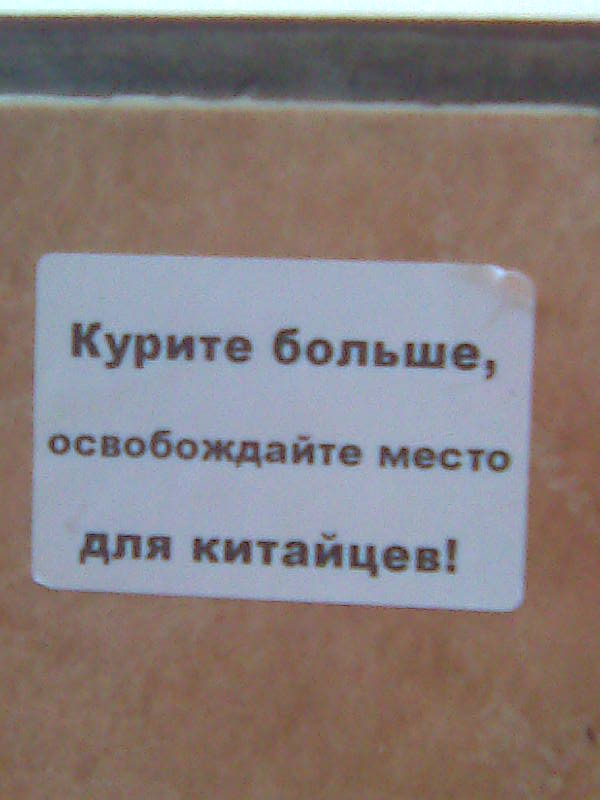 Курите больше,
освобождайте место
для китайцев!